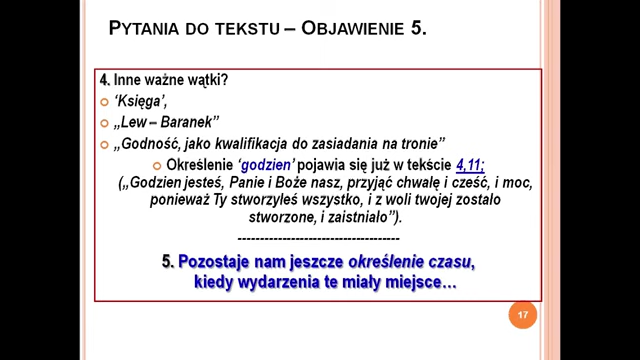 PYTANIA DO TEKSTU – OBJAWIENIE 5.
4. Inne ważne wątki?
‘Księga’,
„Lew – Baranek”
„Godność, jako kwalifikacja do zasiadania na tronie”
Określenie ‘godzien’ pojawia się już w tekście 4,11;
(„Godzien jesteś, Panie i Boże nasz, przyjąć chwałę i cześć, i moc,
ponieważ Ty stworzyłeś wszystko, i z woli twojej zostało
stworzone, i zaistniało”).
------------------------------------
5. Pozostaje nam jeszcze określenie czasu,
kiedy wydarzenia te miały miejsce…
17